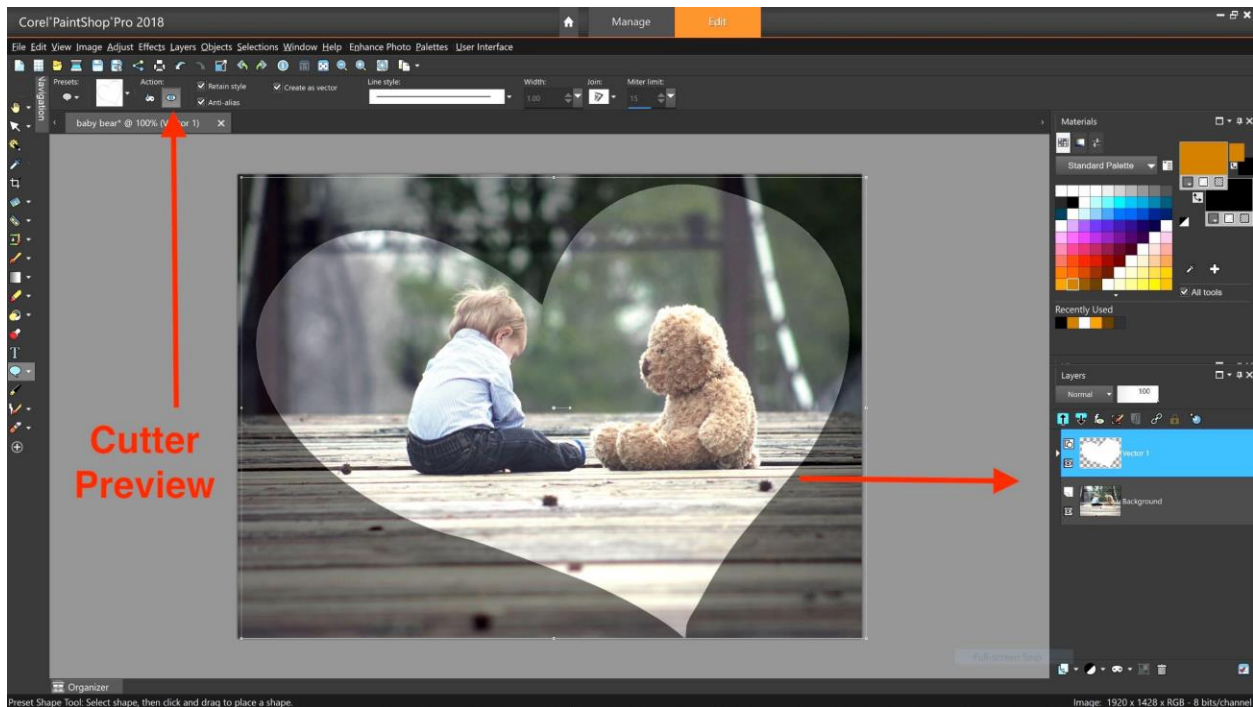 Corel®PaintShop®Pro 2018
Manage
Edit
File Edit View Image Adjust Effects Layers Objects Selections Window Help Enhance Photo Palettes User Interface
Presets:
Action:
Retain style
Anti-alias
Create as vector
Line style:
Width:
1.00
Join:
Miter limit:
15
Navigation
baby bear* @ 100% (Vector 1)
Materials
Standard Palette
All tools
Recently Used
Cutter
Preview
T
Layers
Normal
100
Vector 1
Background
Organizer
Preset Shape Tool: Select shape, then click and drag to place a shape.
Image: 1920 x 1428 x RGB - 8 bits/channel